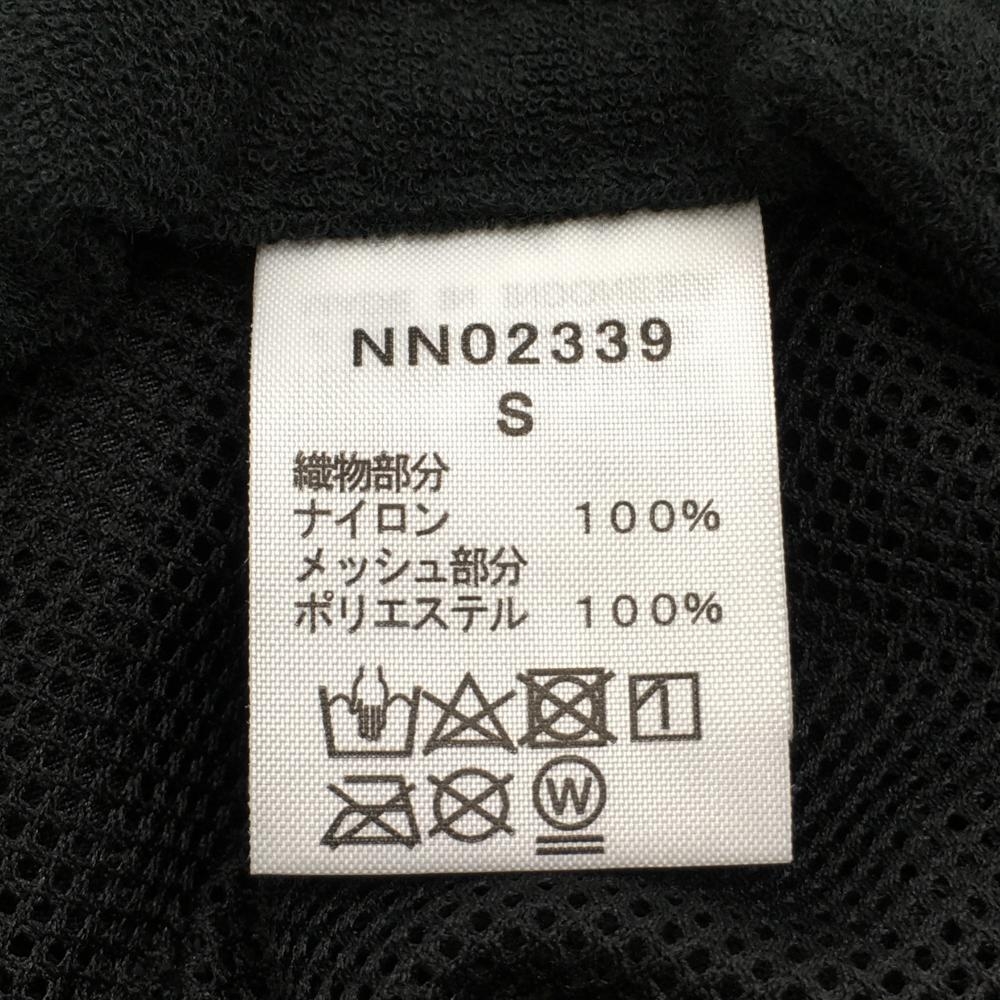 NN02339
S
織物部分
ナイロン 100%
メッシュ部分
ポリエステル 100%
W